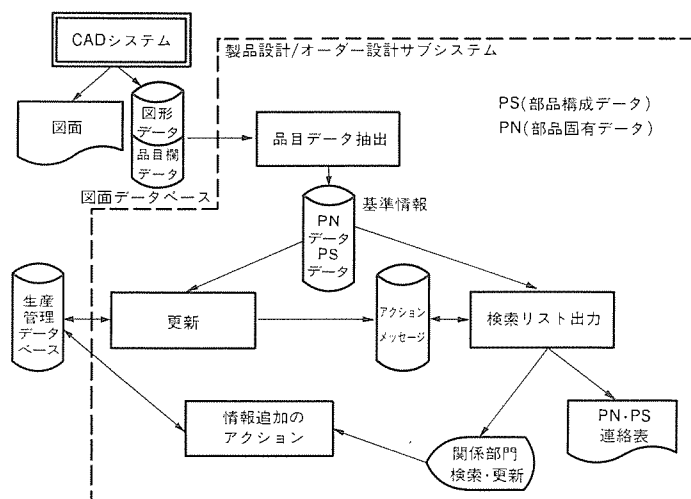 CADシステム
製品設計/オーダー設計サブシステム
図面
図形
データ
品目欄
データ
図面データベース
品目データ抽出
PS(部品構成データ)
PN(部品固有データ)
基準情報
PN
データ
PS
データ
生産
管理
データ
ベース
更新
アクション
メッセージ
検索リスト出力
情報追加の
アクション
関係部門
検索・更新
PN・PS
連絡表